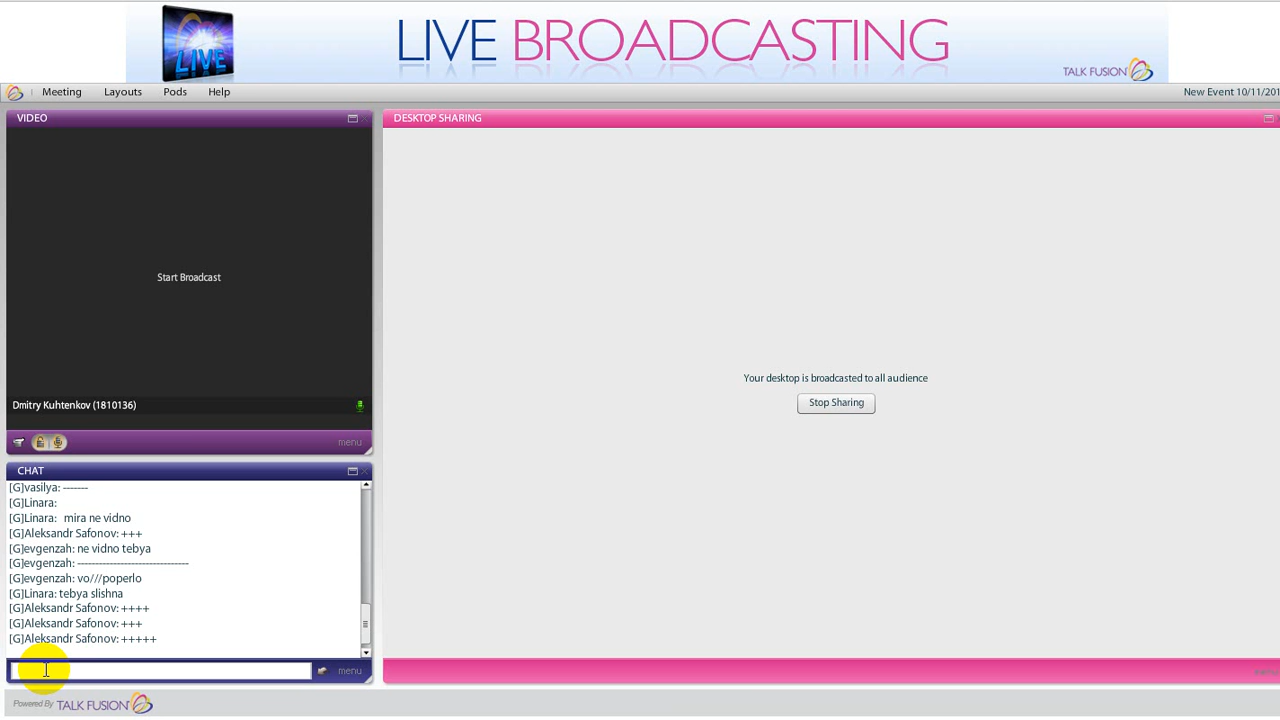 LIVE
LIVE BROADCASTING
TALK FUSION
Meeting Layouts Pods Help
New Event 10/11/201
VIDEO
DESKTOP SHARING
Start Broadcast
Your desktop is broadcasted to all audience
Stop Sharing
Dmitry Kuhtenkov (1810136)
menu
CHAT
[G]vasilya: -------
[G]Linara:
[G]Linara: mira ne vidno
[G]Aleksandr Safonov: +++
[G]evgenzah: ne vidno tebya
[G]evgenzah: -------------------------------
[G]evgenzah: vo///poperlo
[G]Linara: tebya slishna
[G]Aleksandr Safonov: ++++
[G]Aleksandr Safonov: +++
[G]Aleksandr Safonov: +++++
menu
menu
Powered By TALK FUSION